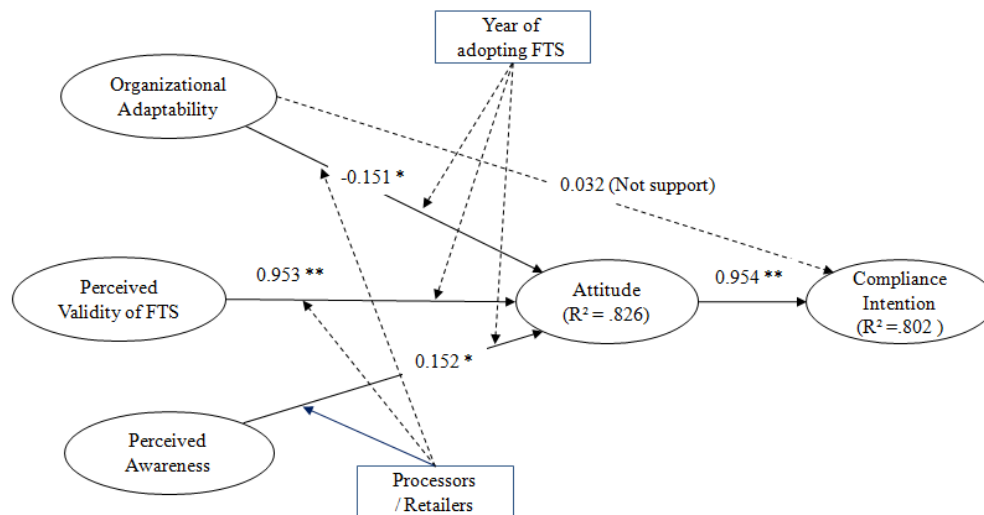 Year of
adopting FTS
Organizational
Adaptability
-0.151 *
0.032 (Not support)
0.953 **
Perceived
Validity of FTS
Attitude
(R² = .826)
0.954 **
Compliance
Intention
(R² =.802 )
0.152 *
Perceived
Awareness
Processors
/ Retailers